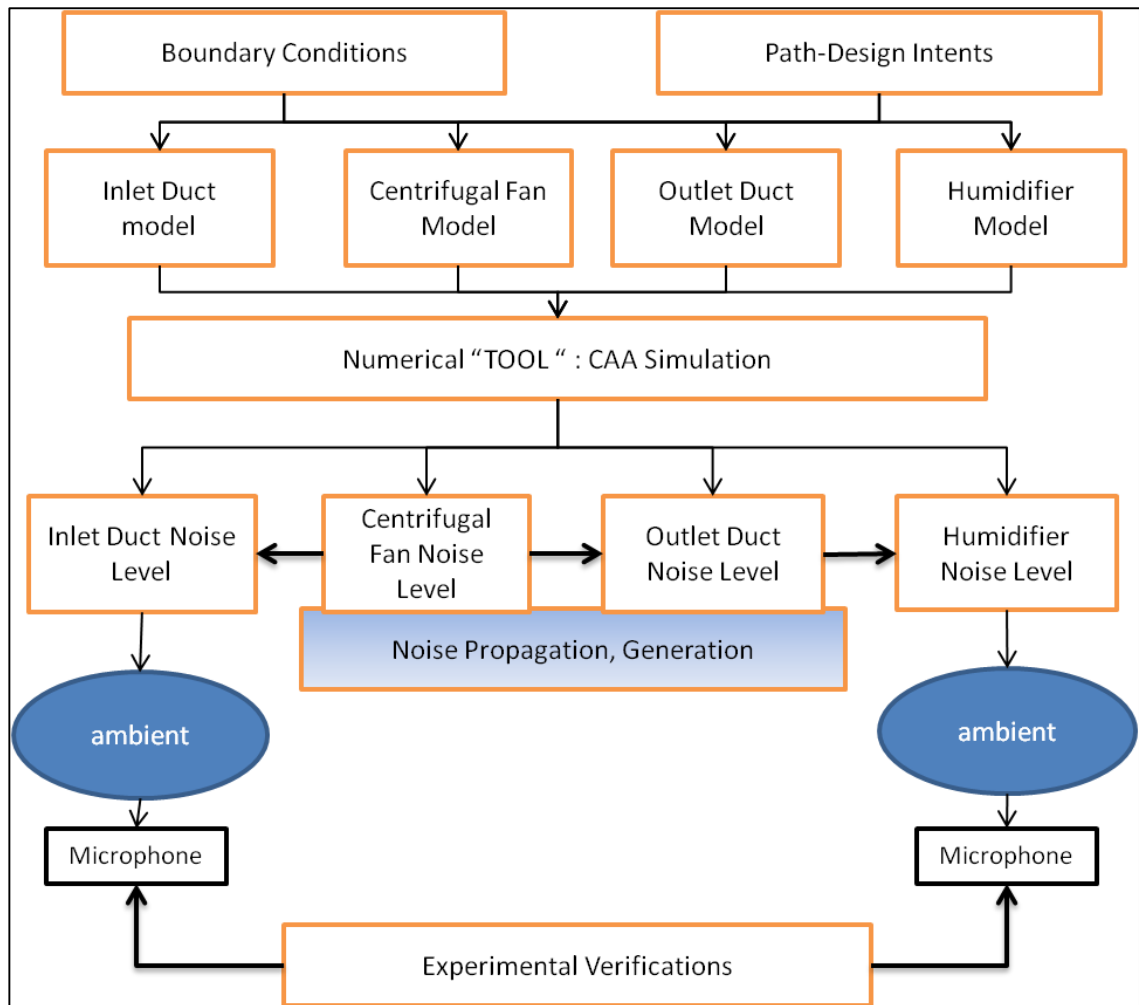 Boundary Conditions
Path-Design Intents
Inlet Duct
model
Centrifugal Fan
Model
Outlet Duct
Model
Humidifier
Model
Numerical “TOOL “ : CAA Simulation
Inlet Duct Noise
Level
Centrifugal
Fan Noise
Level
Outlet Duct
Noise Level
Humidifier
Noise Level
Noise Propagation, Generation
ambient
ambient
Microphone
Microphone
Experimental Verifications